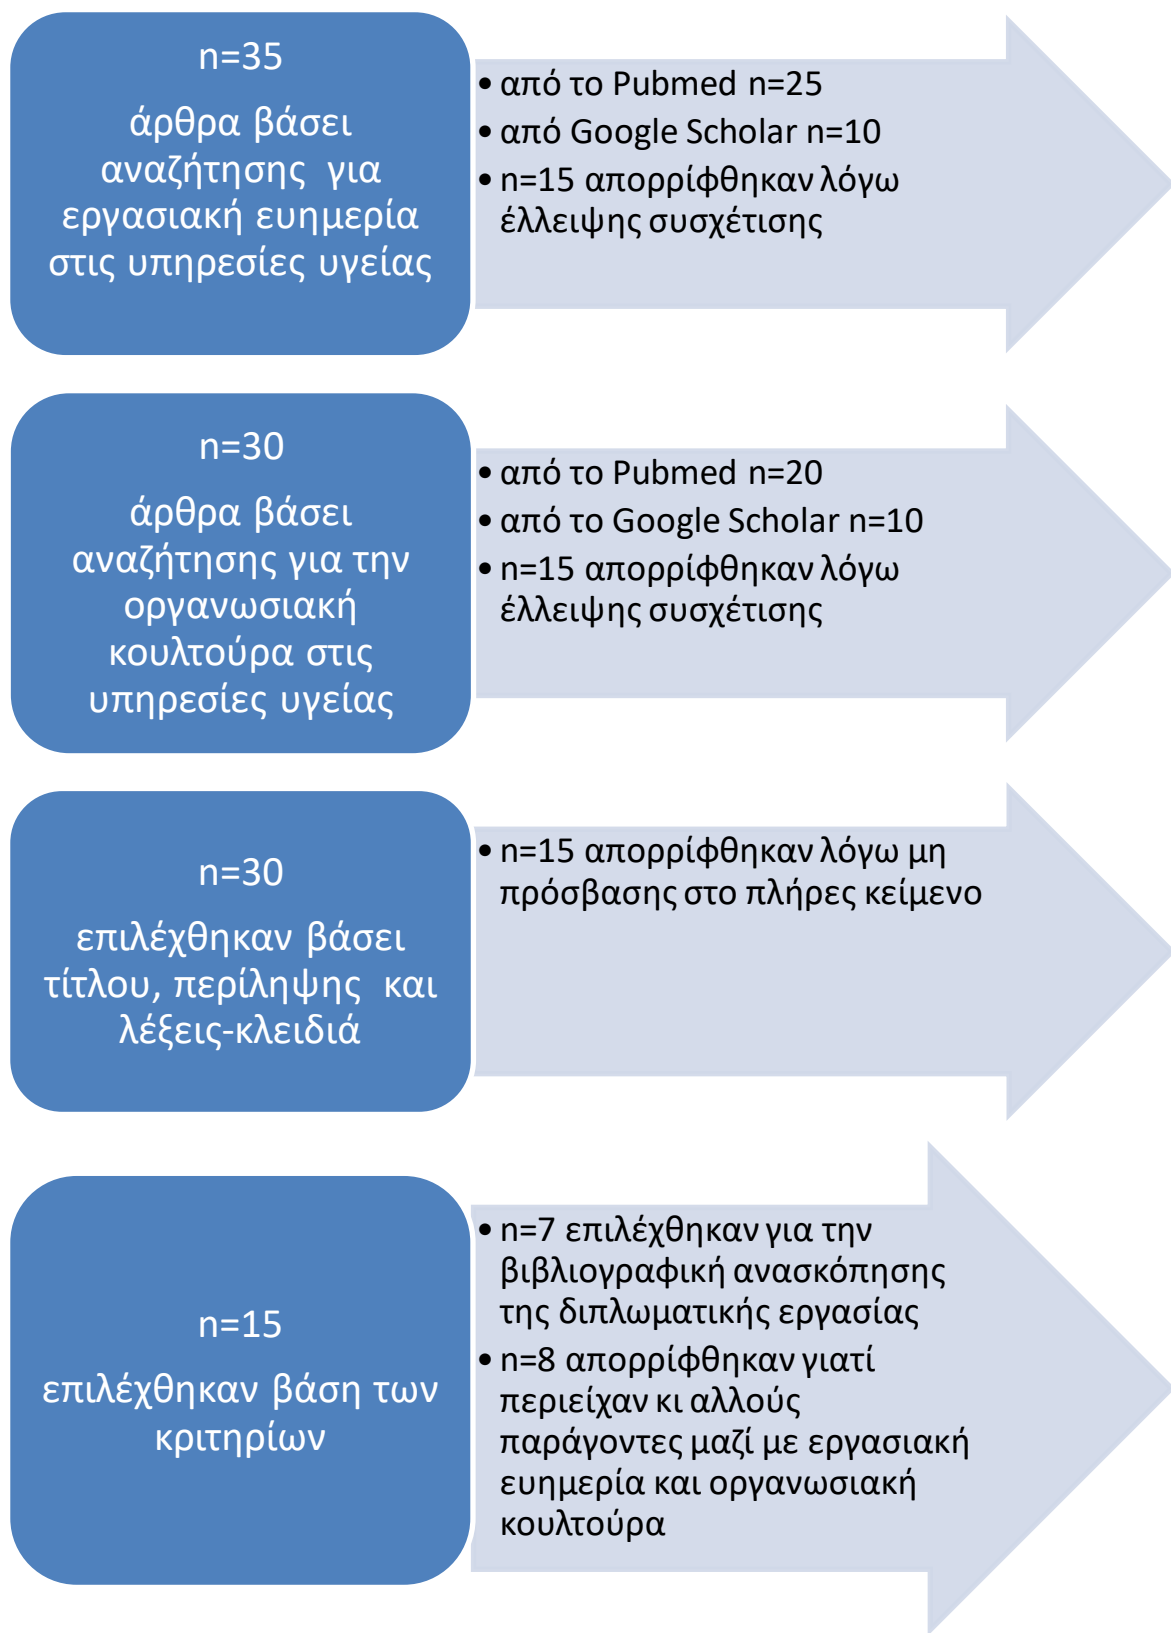 n=35
άρθρα βάσει
αναζήτησης για
εργασιακή ευημερία
στις υπηρεσίες υγείας
• από το Pubmed n=25
• από Google Scholar n=10
• n=15 απορρίφθηκαν λόγω
έλλειψης συσχέτισης
n=30
άρθρα βάσει
αναζήτησης για την
οργανωσιακή
κουλτούρα στις
υπηρεσίες υγείας
• από το Pubmed n=20
• από το Google Scholar n=10
• n=15 απορρίφθηκαν λόγω
έλλειψης συσχέτισης
n=30
επιλέχθηκαν βάσει
τίτλου, περίληψης και
λέξεις-κλειδιά
• n=15 απορρίφθηκαν λόγω μη
πρόσβασης στο πλήρες κείμενο
n=15
επιλέχθηκαν βάση των
κριτηρίων
• n=7 επιλέχθηκαν για την
βιβλιογραφική ανασκόπησης
της διπλωματικής εργασίας
• n=8 απορρίφθηκαν γιατί
περιείχαν κι αλλούς
παράγοντες μαζί με εργασιακή
ευημερία και οργανωσιακή
κουλτούρα